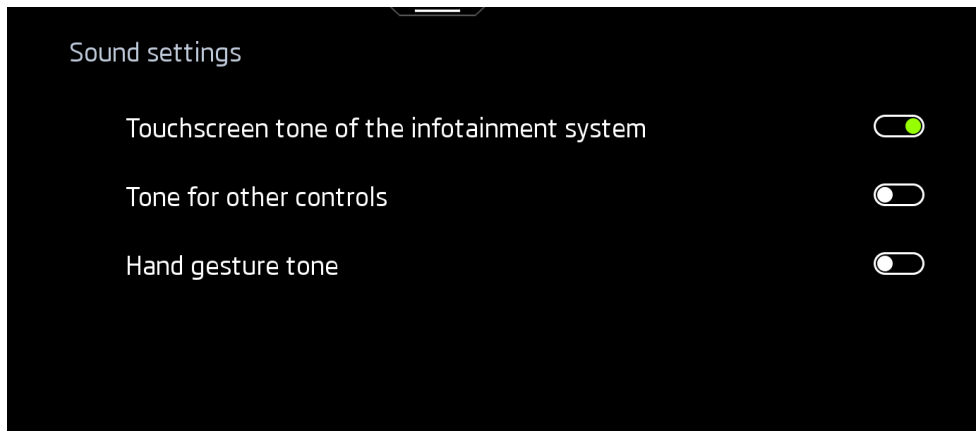 Sound settings
Touchscreen tone of the infotainment system
Tone for other controls
Hand gesture tone